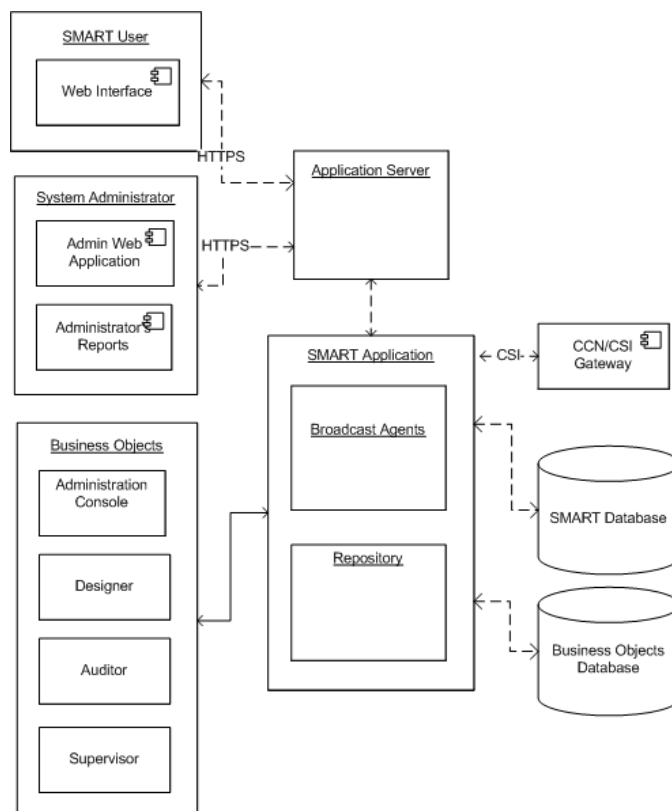 SMART User
Web Interface
HTTPS
Application Server
System Administrator
Admin Web
Application
HTTPS
Administrator's
Reports
SMART Application
CSI-
CCN/CSI
Gateway
Broadcast Agents
Business Objects
Administration
Console
SMART Database
Designer
Repository
Auditor
Business Objects
Database
Supervisor